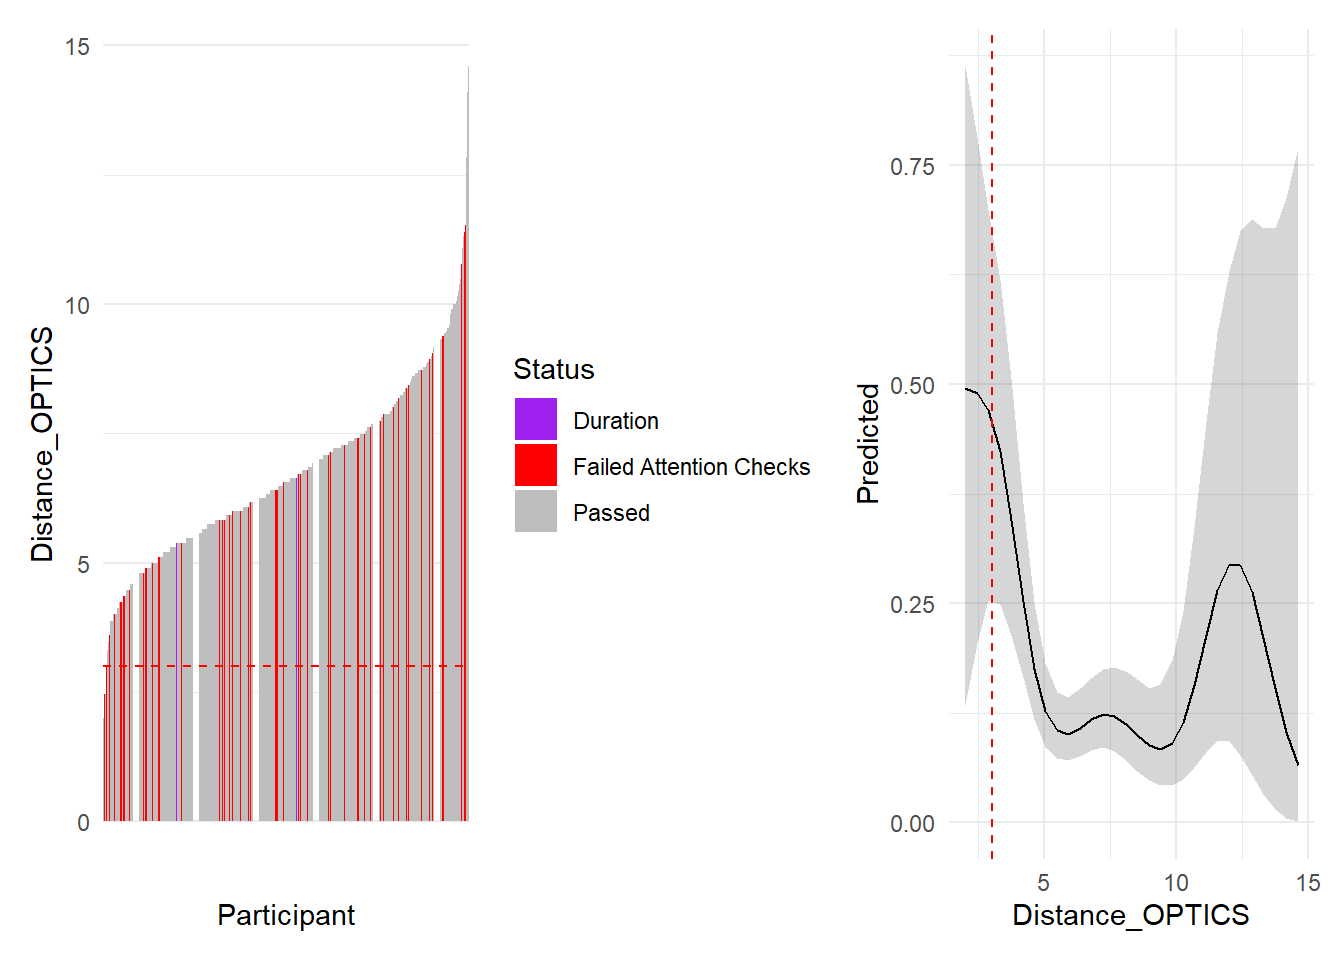 15
10
5
0
Distance_OPTICS
Participant
Status
Duration
Failed Attention Checks
Passed
0.75
0.50
0.25
0.00
Predicted
5
10
15
Distance_OPTICS